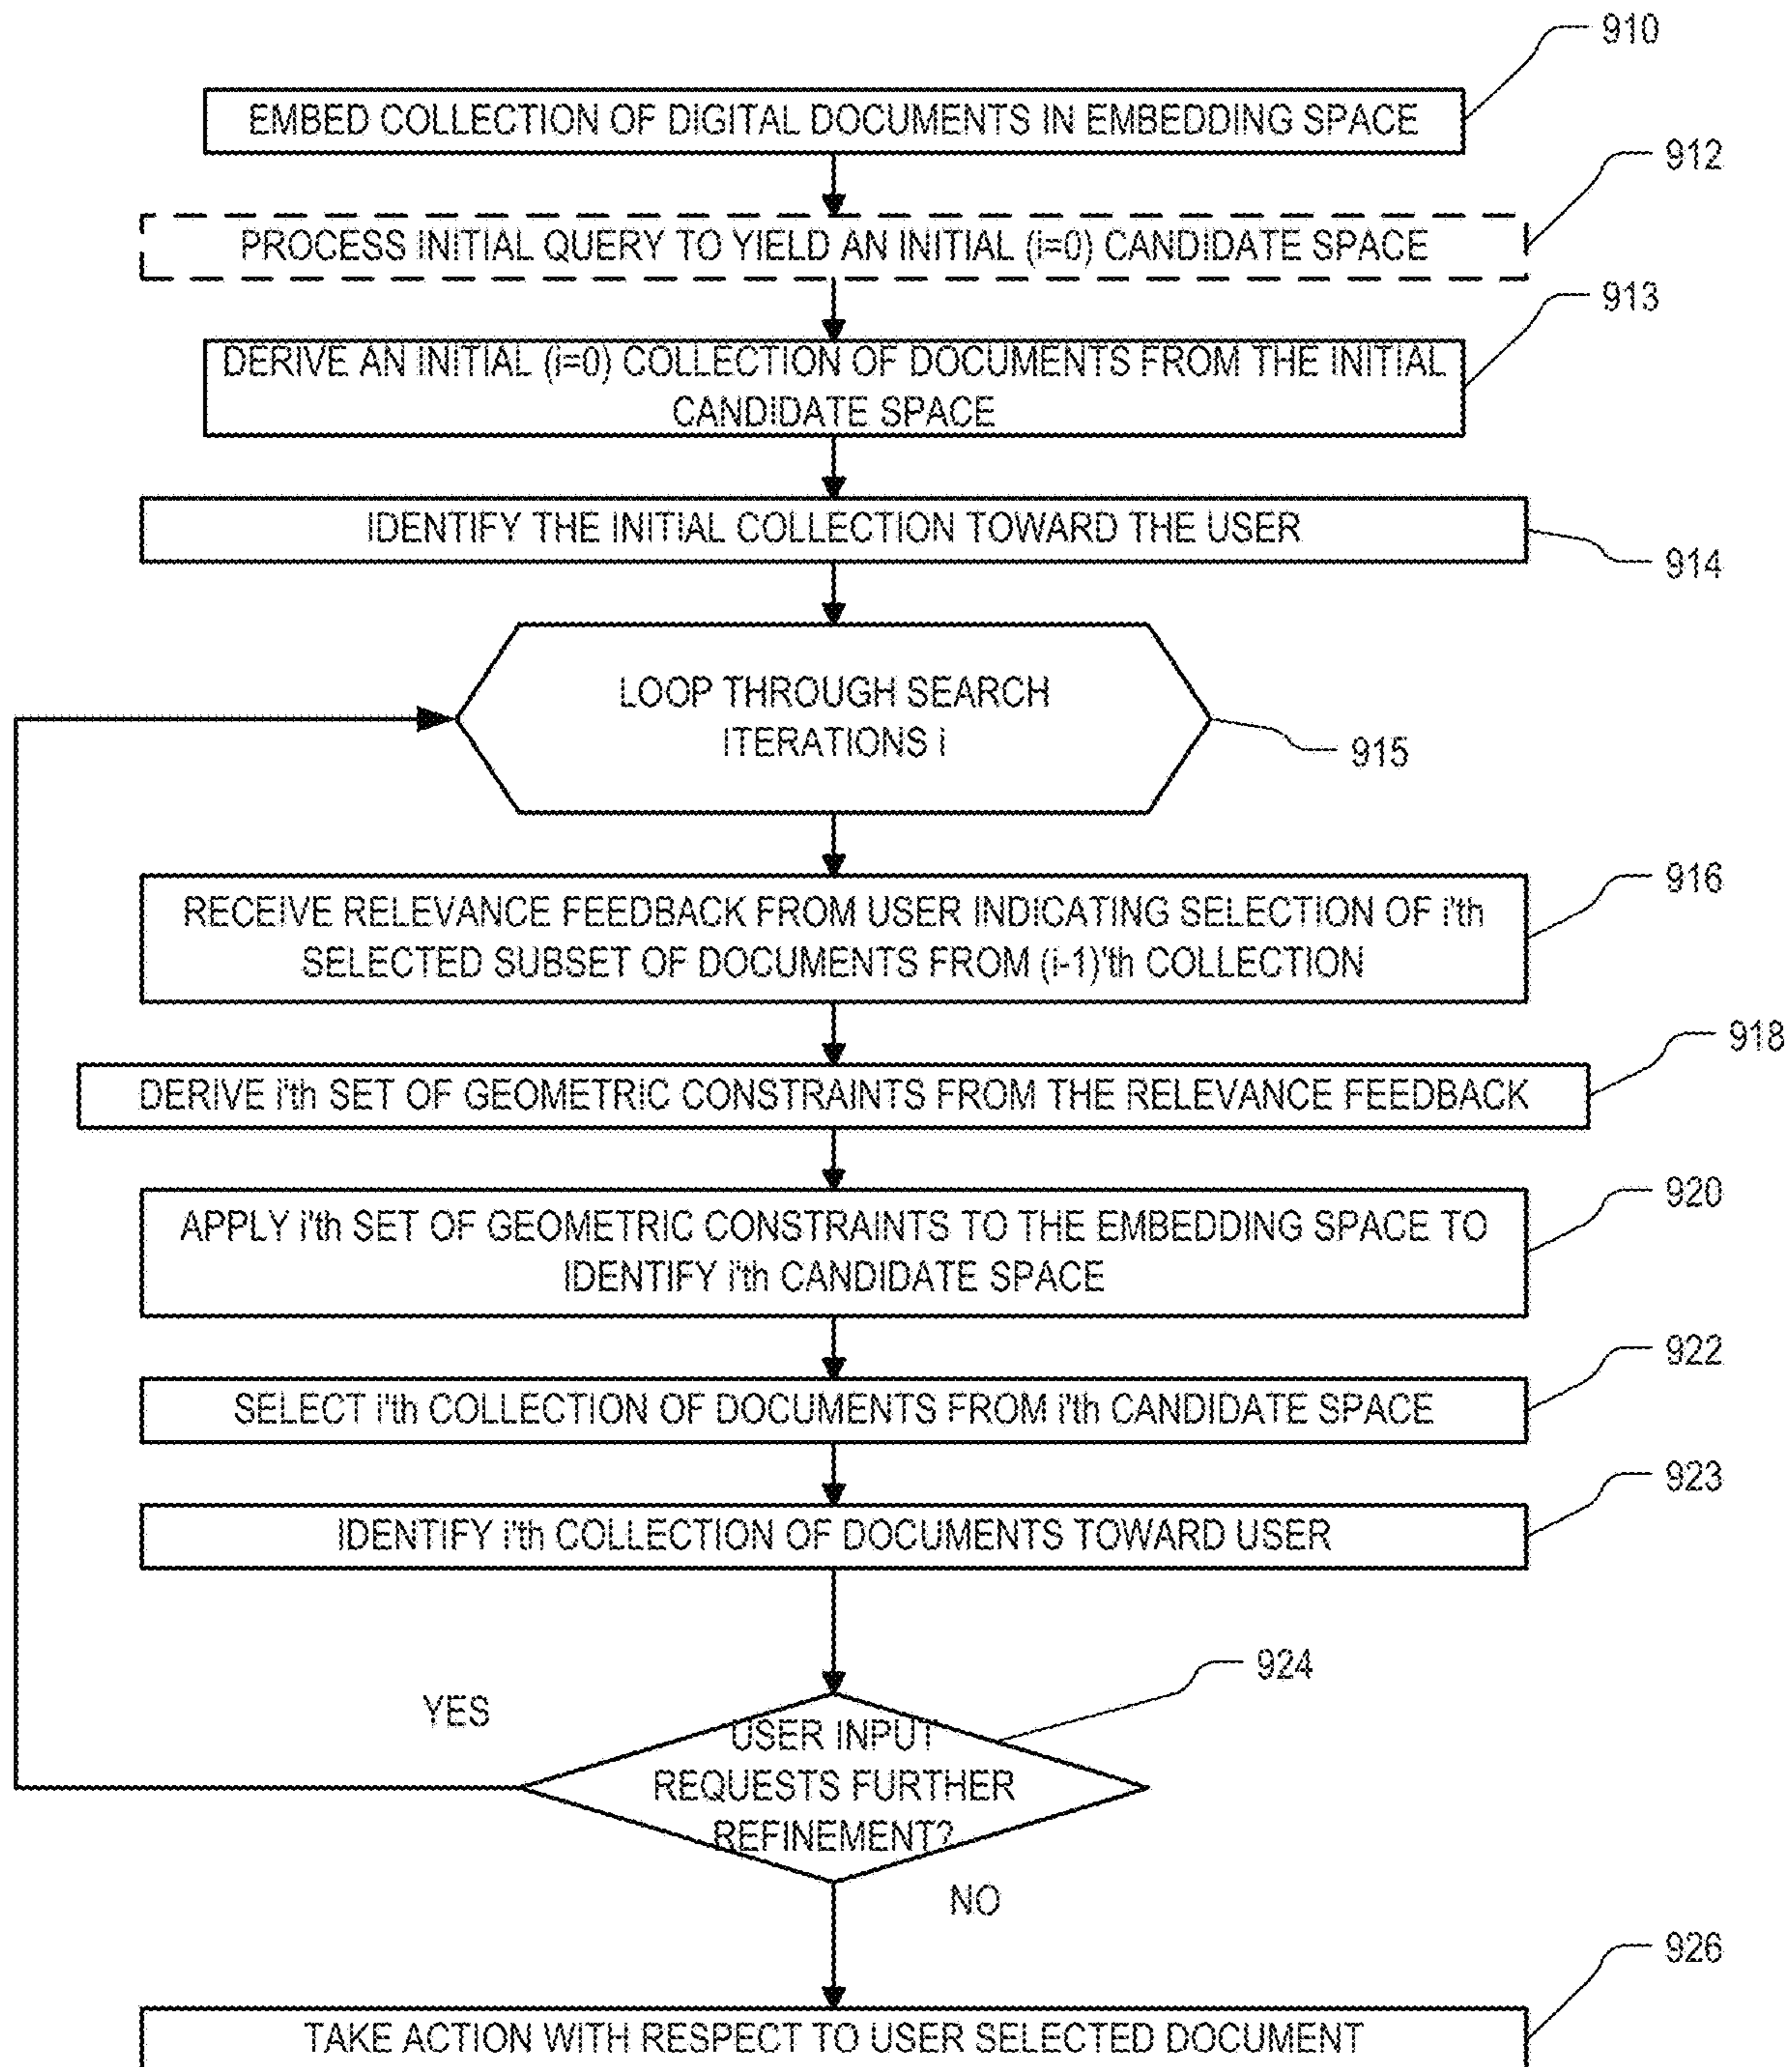 910
EMBED COLLECTION OF DIGITAL DOCUMENTS IN EMBEDDING SPACE
912
PROCESS INITIAL QUERY TO YIELD AN INITIAL (i=0) CANDIDATE SPACE
913
DERIVE AN INITIAL (i=0) COLLECTION OF DOCUMENTS FROM THE INITIAL
CANDIDATE SPACE
IDENTIFY THE INITIAL COLLECTION TOWARD THE USER
914
LOOP THROUGH SEARCH
ITERATIONS i
915
916
RECEIVE RELEVANCE FEEDBACK FROM USER INDICATING SELECTION OF i'th
SELECTED SUBSET OF DOCUMENTS FROM (i-1)'th COLLECTION
918
DERIVE i'th SET OF GEOMETRIC CONSTRAINTS FROM THE RELEVANCE FEEDBACK
920
APPLY i'th SET OF GEOMETRIC CONSTRAINTS TO THE EMBEDDING SPACE TO
IDENTIFY i'th CANDIDATE SPACE
922
SELECT i'th COLLECTION OF DOCUMENTS FROM i'th CANDIDATE SPACE
923
IDENTIFY i'th COLLECTION OF DOCUMENTS TOWARD USER
924
YES
USER INPUT
REQUESTS FURTHER
REFINEMENT?
NO
926
TAKE ACTION WITH RESPECT TO USER SELECTED DOCUMENT